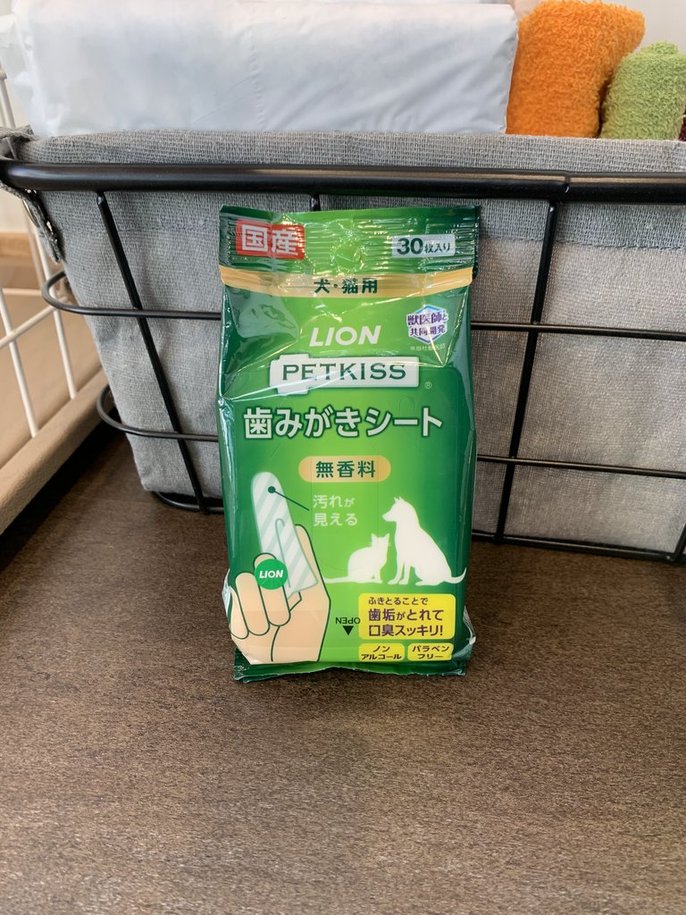 国産
30枚入り
犬・猫用
LION
獣医師と
共同開発
PETKISS®
歯みがきシート
無香料
汚れが
見える
LION
OPEN
ふきとることで
歯垢がとれて
口臭スッキリ!
ノン
アルコール
パラベン
フリー